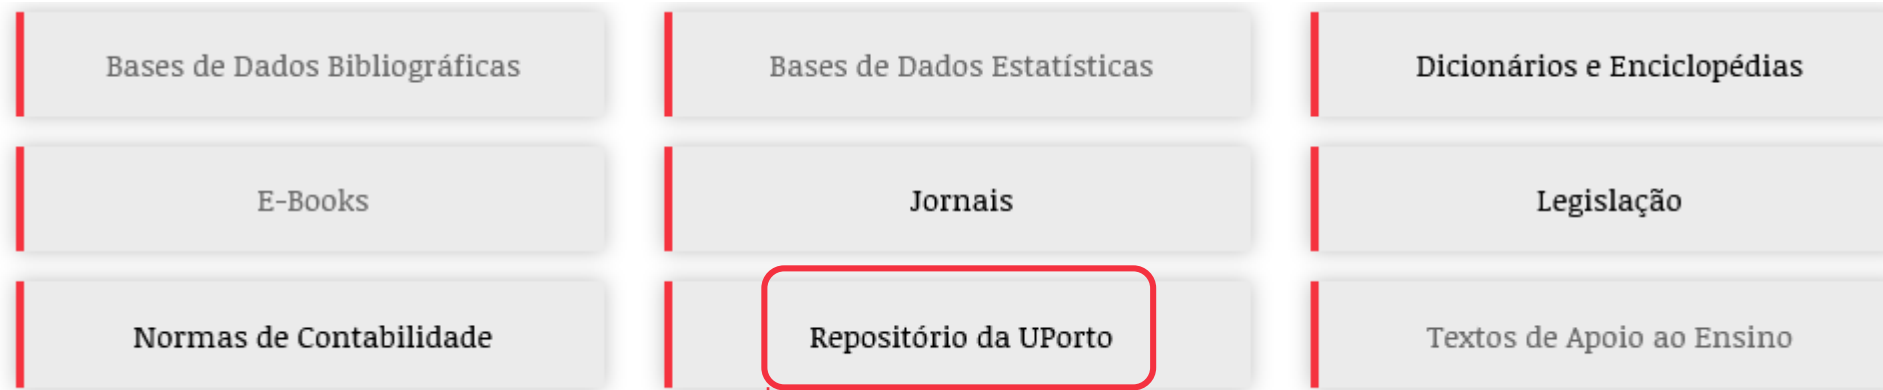 Bases de Dados Bibliográficas
Bases de Dados Estatísticas
Dicionários e Enciclopédias
E-Books
Jornais
Legislação
Normas de Contabilidade
Repositório da UPorto
Textos de Apoio ao Ensino